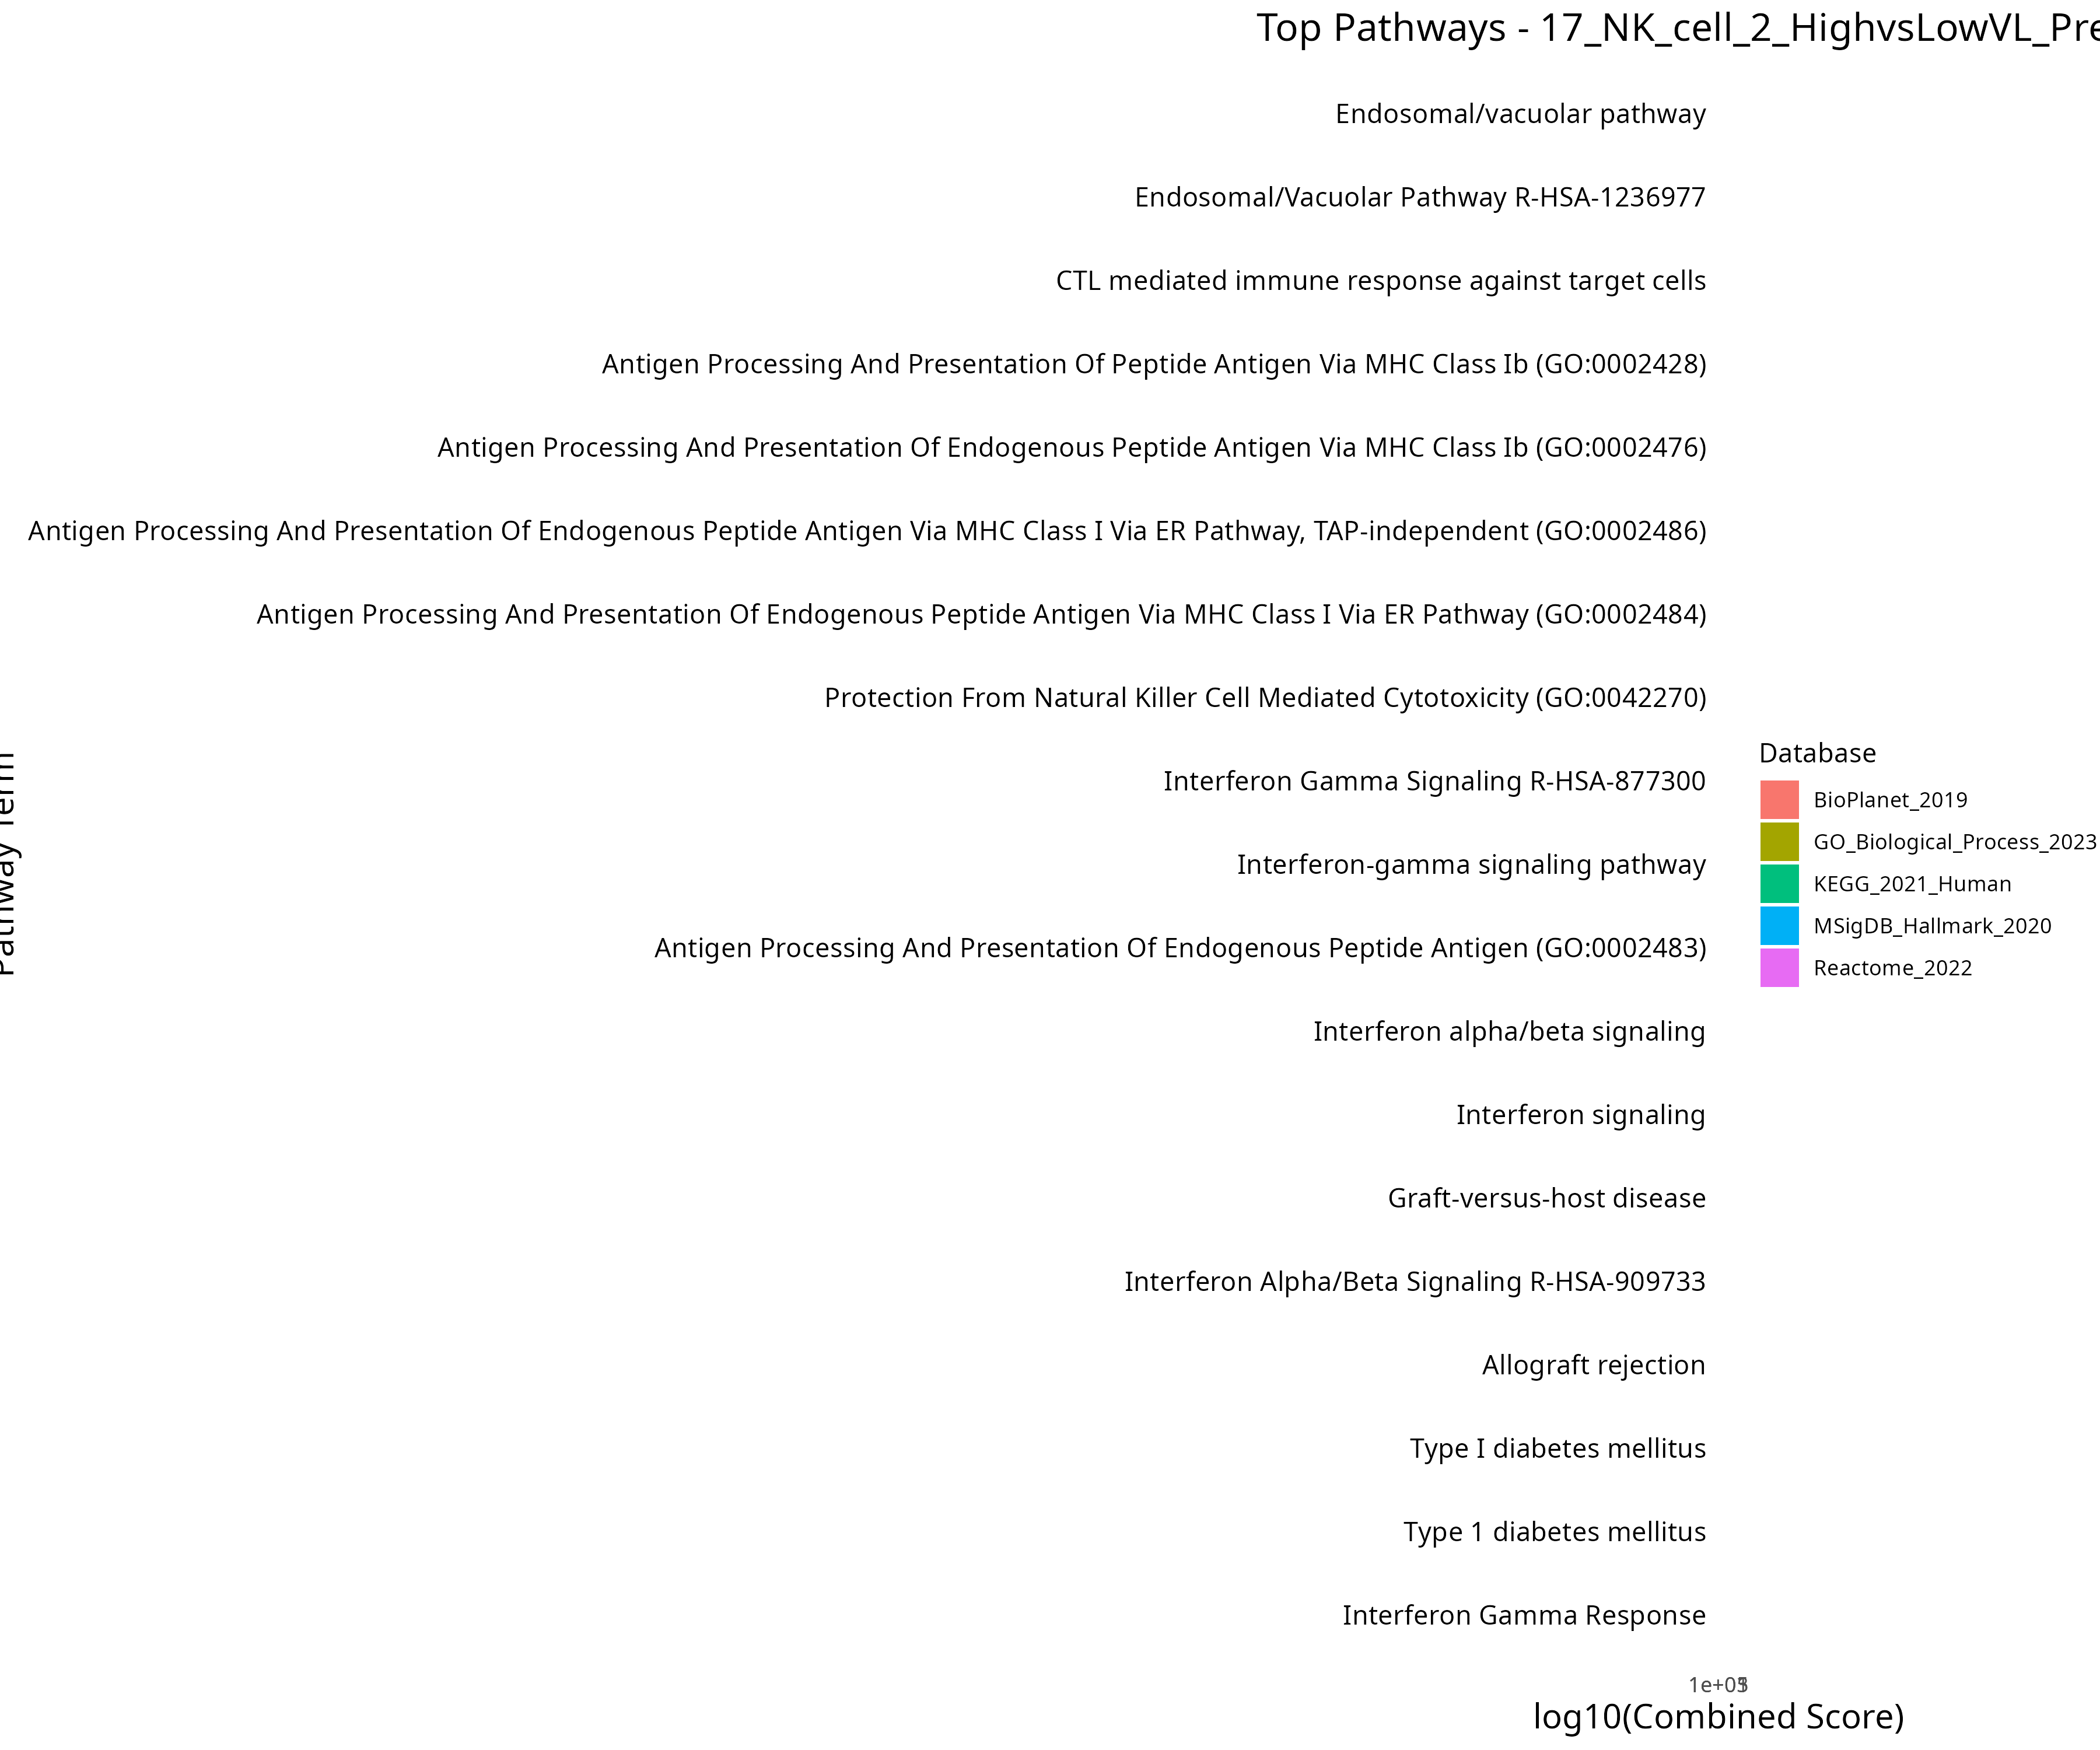 Top Pathways - 17_NK_cell_2_HighvsLowVL_Pre
Endosomal/vacuolar pathway
Endosomal/Vacuolar Pathway R-HSA-1236977
CTL mediated immune response against target cells
Antigen Processing And Presentation Of Peptide Antigen Via MHC Class Ib (GO:0002428)
Antigen Processing And Presentation Of Endogenous Peptide Antigen Via MHC Class Ib (GO:0002476)
Antigen Processing And Presentation Of Endogenous Peptide Antigen Via MHC Class I Via ER Pathway, TAP-independent (GO:0002486)
Antigen Processing And Presentation Of Endogenous Peptide Antigen Via MHC Class I Via ER Pathway (GO:0002484)
Protection From Natural Killer Cell Mediated Cytotoxicity (GO:0042270)
Interferon Gamma Signaling R-HSA-877300
Interferon-gamma signaling pathway
Antigen Processing And Presentation Of Endogenous Peptide Antigen (GO:0002483)
Interferon alpha/beta signaling
Interferon signaling
Graft-versus-host disease
Interferon Alpha/Beta Signaling R-HSA-909733
Allograft rejection
Type I diabetes mellitus
Type 1 diabetes mellitus
Interferon Gamma Response
Pathway Term
log10(Combined Score)
Database
BioPlanet_2019
GO_Biological_Process_2023
KEGG_2021_Human
MSigDB_Hallmark_2020
Reactome_2022